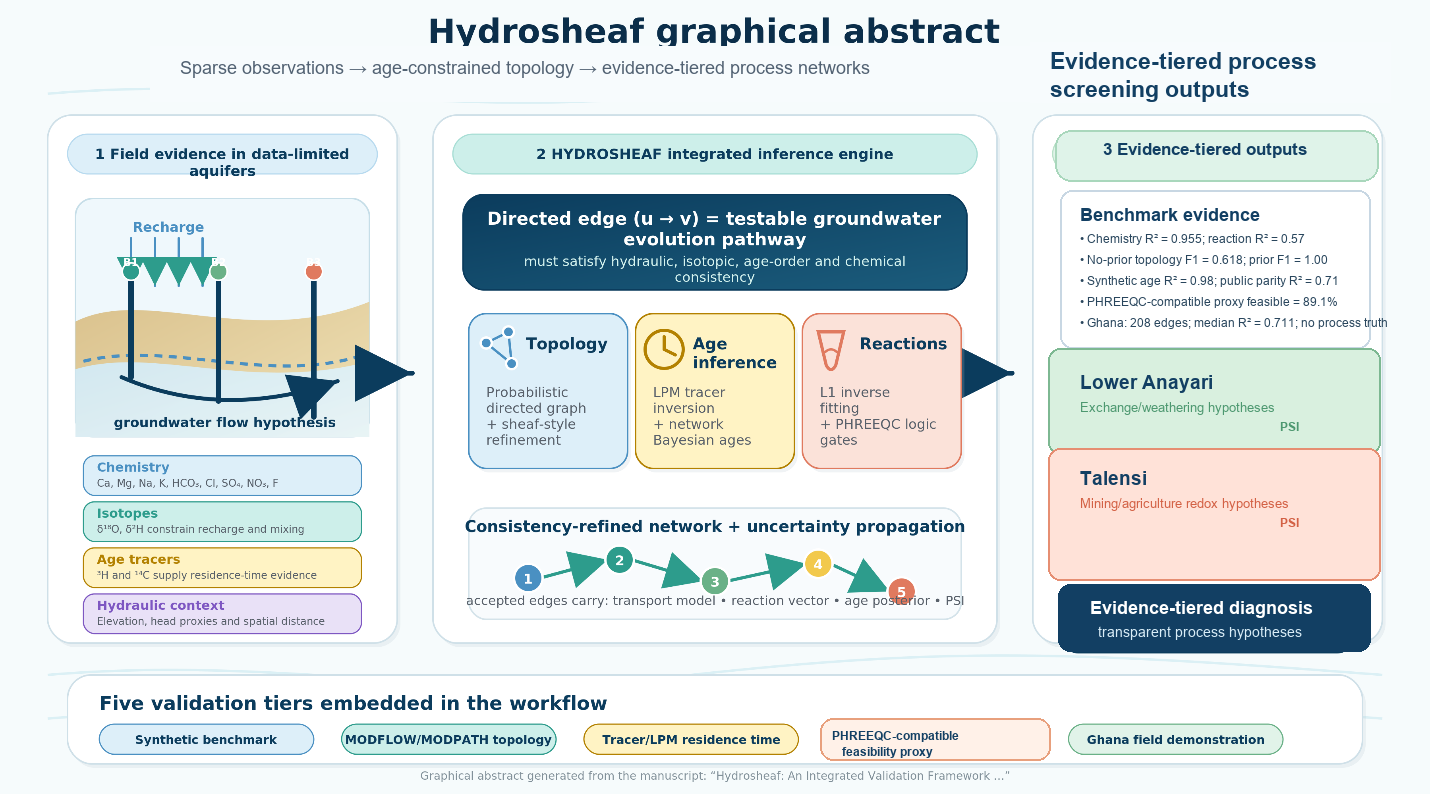 Hydrosheaf graphical abstract
Sparse observations → age-constrained topology → evidence-tiered process networks
Evidence-tiered process
screening outputs
1 Field evidence in data-limited
aquifers
Recharge
B1
B2
B3
groundwater flow hypothesis
Chemistry
Ca, Mg, Na, K, HCO₃, Cl, SO₄, NO₃, F
Isotopes
δ¹⁸O, δ²H constrain recharge and mixing
Age tracers
³H and ¹⁴C supply residence-time evidence
Hydraulic context
Elevation, head proxies and spatial distance
2 HYDROSHEAF integrated inference engine
Directed edge (u → v) = testable groundwater
evolution pathway
must satisfy hydraulic, isotopic, age-order and chemical
consistency
Topology
Probabilistic
directed graph
+ sheaf-style
refinement
Age
inference
LPM tracer
inversion
+ network
Bayesian ages
Reactions
L1 inverse
fitting
+ PHREEQC logic
gates
Consistency-refined network + uncertainty propagation
1
2
3
4
5
accepted edges carry: transport model • reaction vector • age posterior • PSI
3 Evidence-tiered outputs
Benchmark evidence
• Chemistry R² = 0.955; reaction R² = 0.57
• No-prior topology F1 = 0.618; prior F1 = 1.00
• Synthetic age R² = 0.98; public parity R² = 0.71
• PHREEQC-compatible proxy feasible = 89.1%
• Ghana: 208 edges; median R² = 0.711; no process truth
Lower Anayari
Exchange/weathering hypotheses
PSI
Talensi
Mining/agriculture redox hypotheses
PSI
Evidence-tiered diagnosis
transparent process hypotheses
Five validation tiers embedded in the workflow
Synthetic benchmark
MODFLOW/MODPATH topology
Tracer/LPM residence time
PHREEQC-compatible
feasibility proxy
Ghana field demonstration
Graphical abstract generated from the manuscript: “Hydrosheaf: An Integrated Validation Framework ...”